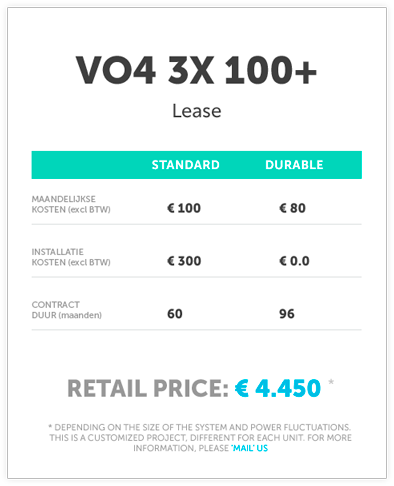 VO4 3X 100+
Lease
STANDARD DURABLE
MAANDELIJKSE
KOSTEN (excl BTW) € 100 € 80
INSTALLATIE
KOSTEN (excl BTW) € 300 € 0.0
CONTRACT
DUUR (maanden) 60 96
RETAIL PRICE: € 4.450 *
* DEPENDING ON THE SIZE OF THE SYSTEM AND POWER FLUCTUATIONS.
THIS IS A CUSTOMIZED PROJECT, DIFFERENT FOR EACH UNIT. FOR MORE
INFORMATION, PLEASE 'MAIL' US